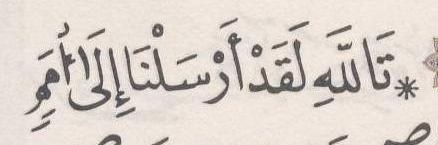 * تَاللَّهِ لَقَدْ أَرْسَلْنَا إِلَىٰ أُمَمٍ